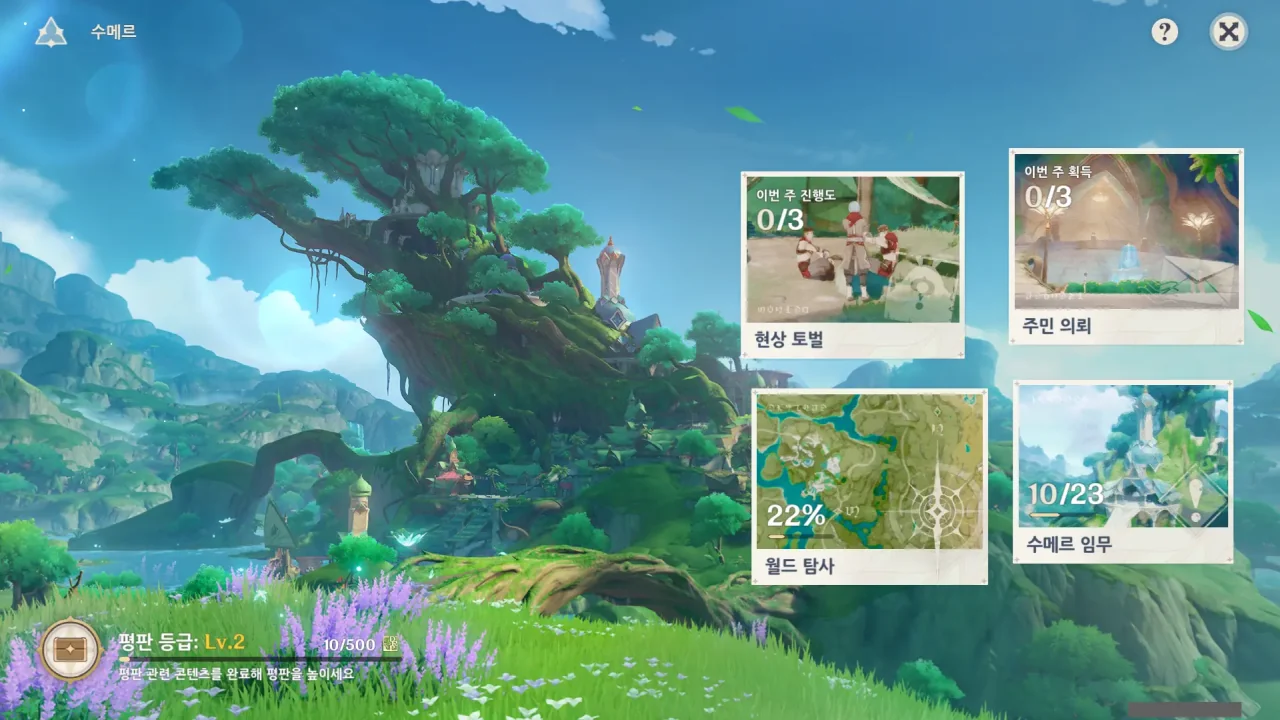 수메르
?
이번 주 진행도
0/3
현상 토벌
이번 주 획득
0/3
주민 의뢰
22%
월드 탐사
10/23
수메르 임무
평판 등급: Lv.2
10/500
평판 관련 콘텐츠를 완료해 평판을 높이세요